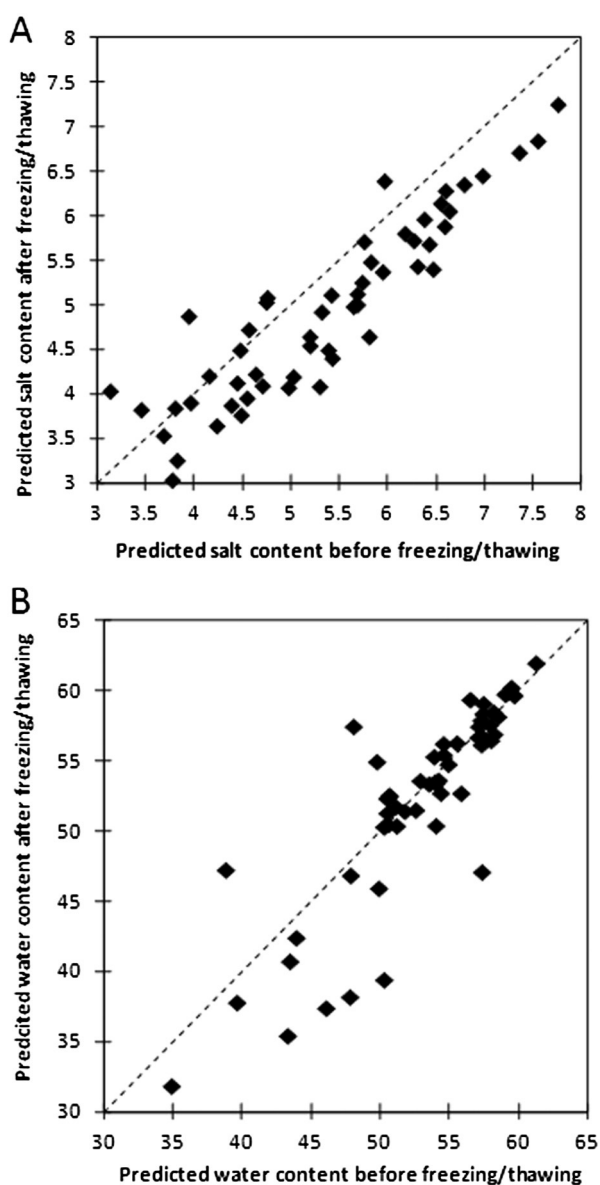 A
8
7.5
7
6.5
6
5.5
5
4.5
4
3.5
3
Predicted salt content after freezing/thawing
3 3.5 4 4.5 5 5.5 6 6.5 7 7.5 8
Predicted salt content before freezing/thawing
B
65
60
55
50
45
40
35
30
Predcited water content after freezing/thawing
30 35 40 45 50 55 60 65
Predicted water content before freezing/thawing